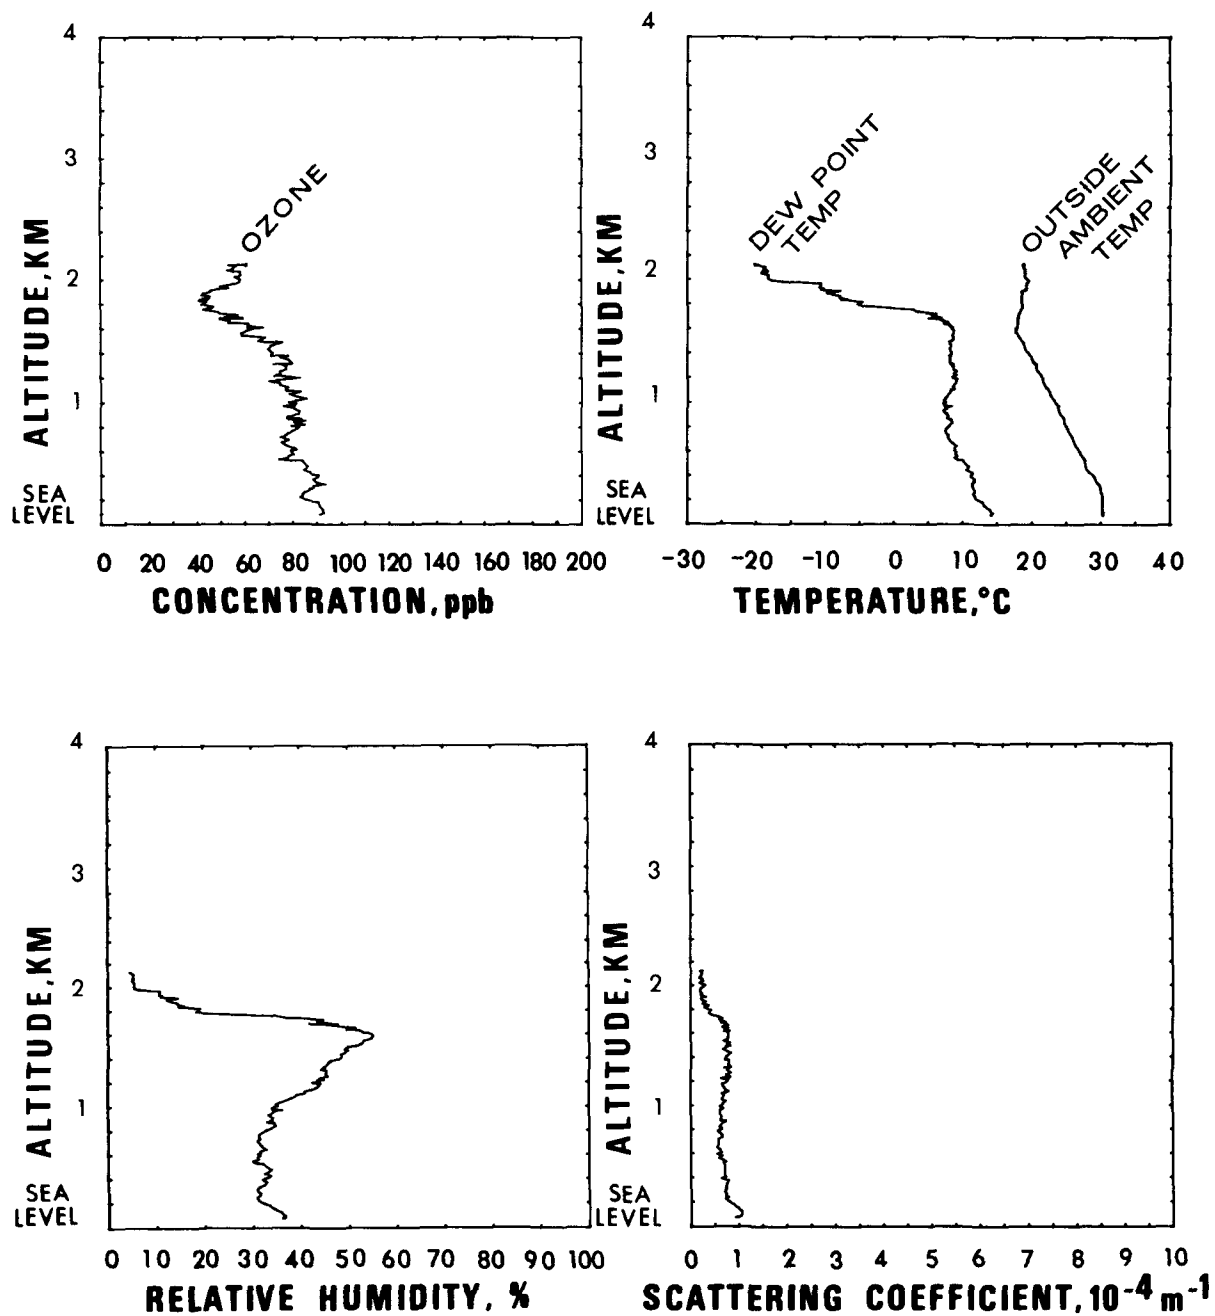 4
3
2
1
SEA
LEVEL
ALTITUDE, KM
OZONE
0 20 40 60 80 100 120 140 160 180 200
CONCENTRATION, ppb
4
3
2
1
SEA
LEVEL
ALTITUDE, KM
DEW POINT
TEMP
OUTSIDE
AMBIENT
TEMP
-30 -20 -10 0 10 20 30 40
TEMPERATURE, °C
4
3
2
1
SEA
LEVEL
ALTITUDE, KM
0 10 20 30 40 50 60 70 80 90 100
RELATIVE HUMIDITY, %
4
3
2
1
SEA
LEVEL
ALTITUDE, KM
0 1 2 3 4 5 6 7 8 9 10
SCATTERING COEFFICIENT, 10⁻⁴ m⁻¹